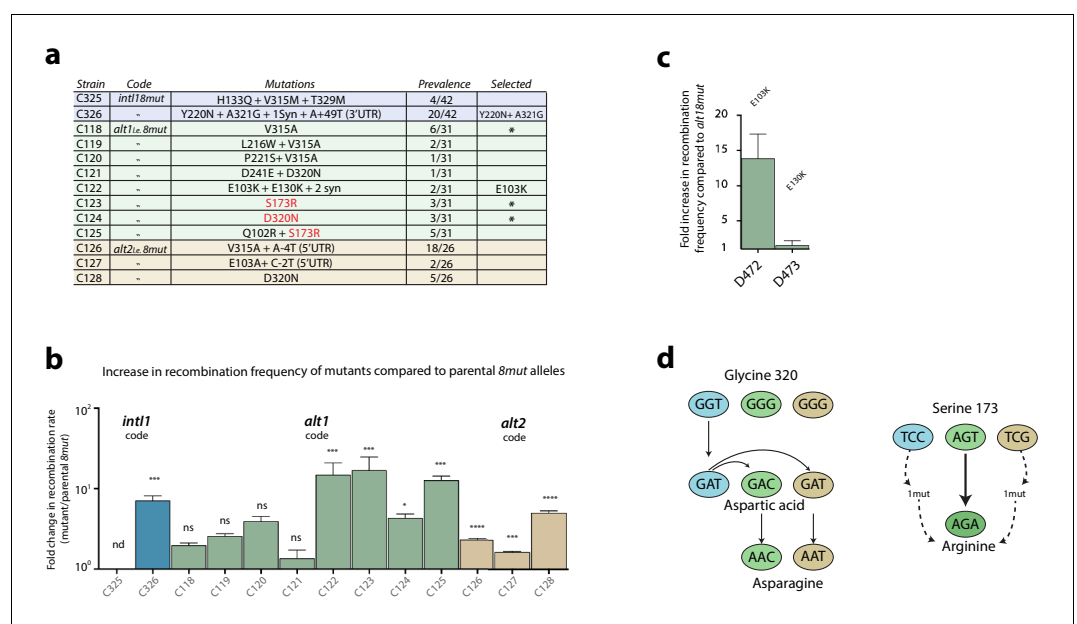 a
Strain Code Mutations Prevalence Selected
C325 intI18mut H133Q + V315M + T329M 4/42
C326 " Y220N + A321G + 1Syn + A+49T (3'UTR) 20/42 Y220N+ A321G
C118 alt1 i.e. 8mut V315A 6/31 *
C119 " L216W + V315A 2/31
C120 " P221S+ V315A 1/31
C121 " D241E + D320N 1/31
C122 " E103K + E130K + 2 syn 2/31 E103K
C123 " S173R 3/31 *
C124 " D320N 3/31 *
C125 " Q102R + S173R 5/31
C126 alt2 i.e. 8mut V315A + A-4T (5'UTR) 18/26
C127 " E103A+ C-2T (5'UTR) 2/26
C128 " D320N 5/26
b
Increase in recombination frequency of mutants compared to parental 8mut alleles
Fold change in recombination rate
(mutant/parental 8mut)
10²
10¹
10⁰
intI1
code
alt1
code
alt2
code
nd *** ns ns ns ns *** *** * *** **** *** ****
C325 C326 C118 C119 C120 C121 C122 C123 C124 C125 C126 C127 C128
c
Fold increase in recombination
frequency compared to alt18mut
20
15
10
5
1
E103K
E130K
D472 D473
d
Glycine 320
GGT GGG GGG
GAT GAC GAT
Aspartic acid
AAC AAT
Asparagine
Serine 173
TCC AGT TCG
1mut 1mut
AGA
Arginine